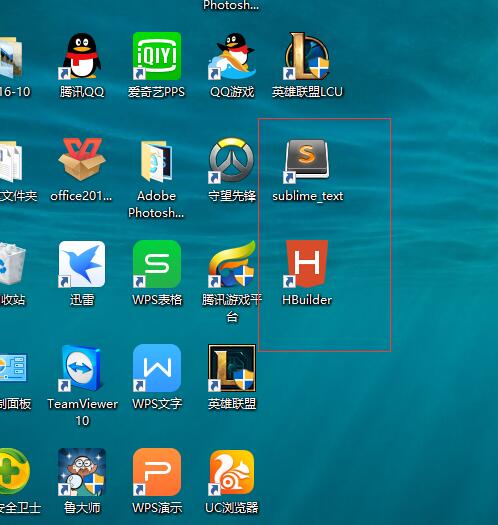 Photosh...
16-10
腾讯QQ
爱奇艺PPS
QQ游戏
英雄联盟LCU
文件夹
office201...
Adobe
Photosh...
守望先锋
sublime_text
收站
迅雷
WPS表格
腾讯游戏平
台
HBuilder
制面板
TeamViewer
10
WPS文字
英雄联盟
安全卫士
鲁大师
WPS演示
UC浏览器